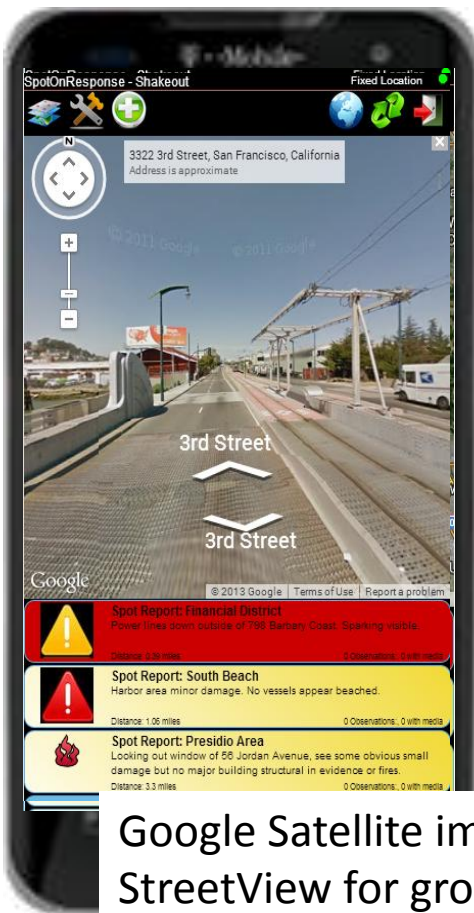 T-Mobile
SpotOnResponse - Shakeout
Fixed Location
N
3322 3rd Street, San Francisco, California
Address is approximate
© 2011 Google © 2011 Google
3rd Street
3rd Street
Google
© 2013 Google Terms of Use Report a problem
Spot Report: Financial District
Power lines down outside of 798 Barbary Coast. Sparking visible.
Distance: 0.39 miles
0 Observations:, 0 with media
Spot Report: South Beach
Harbor area minor damage. No vessels appear beached.
Distance: 1.06 miles
0 Observations:, 0 with media
Spot Report: Presidio Area
Looking out window of 56 Jordan Avenue, see some obvious small
damage but no major building structural in evidence or fires.
Distance: 3.3 miles
0 Observations:, 0 with media
Google Satellite im
StreetView for gro